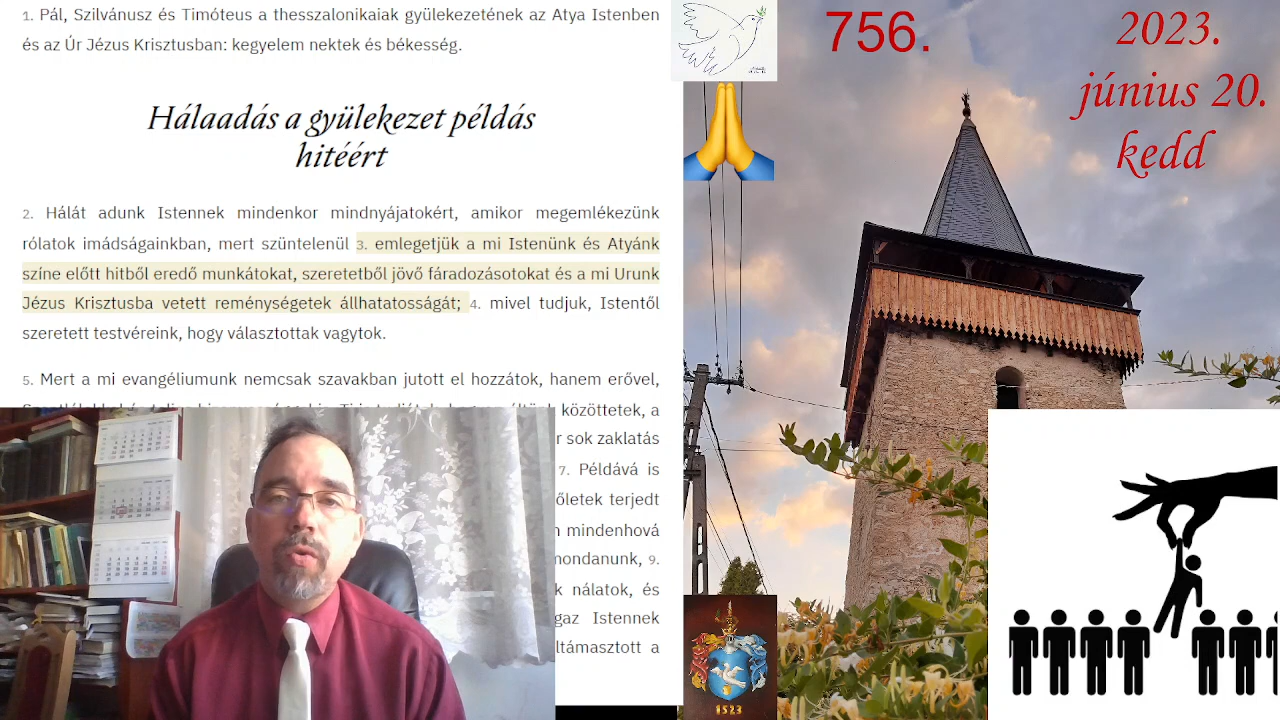 1. Pál, Szilvánusz és Timóteus a thesszalonikaiak gyülekezetének az Atya Istenben
és az Úr Jézus Krisztusban: kegyelem nektek és békesség.
Hálaadás a gyülekezet példás
hitéért
2. Hálát adunk Istennek mindenkor mindnyájatokért, amikor megemlékezünk
rólatok imádságainkban, mert szüntelenül 3. emlegetjük a mi Istenünk és Atyánk
színe előtt hitből eredő munkátokat, szeretetből jövő fáradozásotokat és a mi Urunk
Jézus Krisztusba vetett reménységetek állhatatosságát; 4. mivel tudjuk, Istentől
szeretett testvéreink, hogy választottak vagytok.
5. Mert a mi evangéliumunk nemcsak szavakban jutott el hozzátok, hanem erővel,
közöttetek, a
sok zaklatás
7. Példává is
terjedt
mindenhová
9.
nálatok, és
Istennek
a
756.
2023.
június 20.
kedd
1523